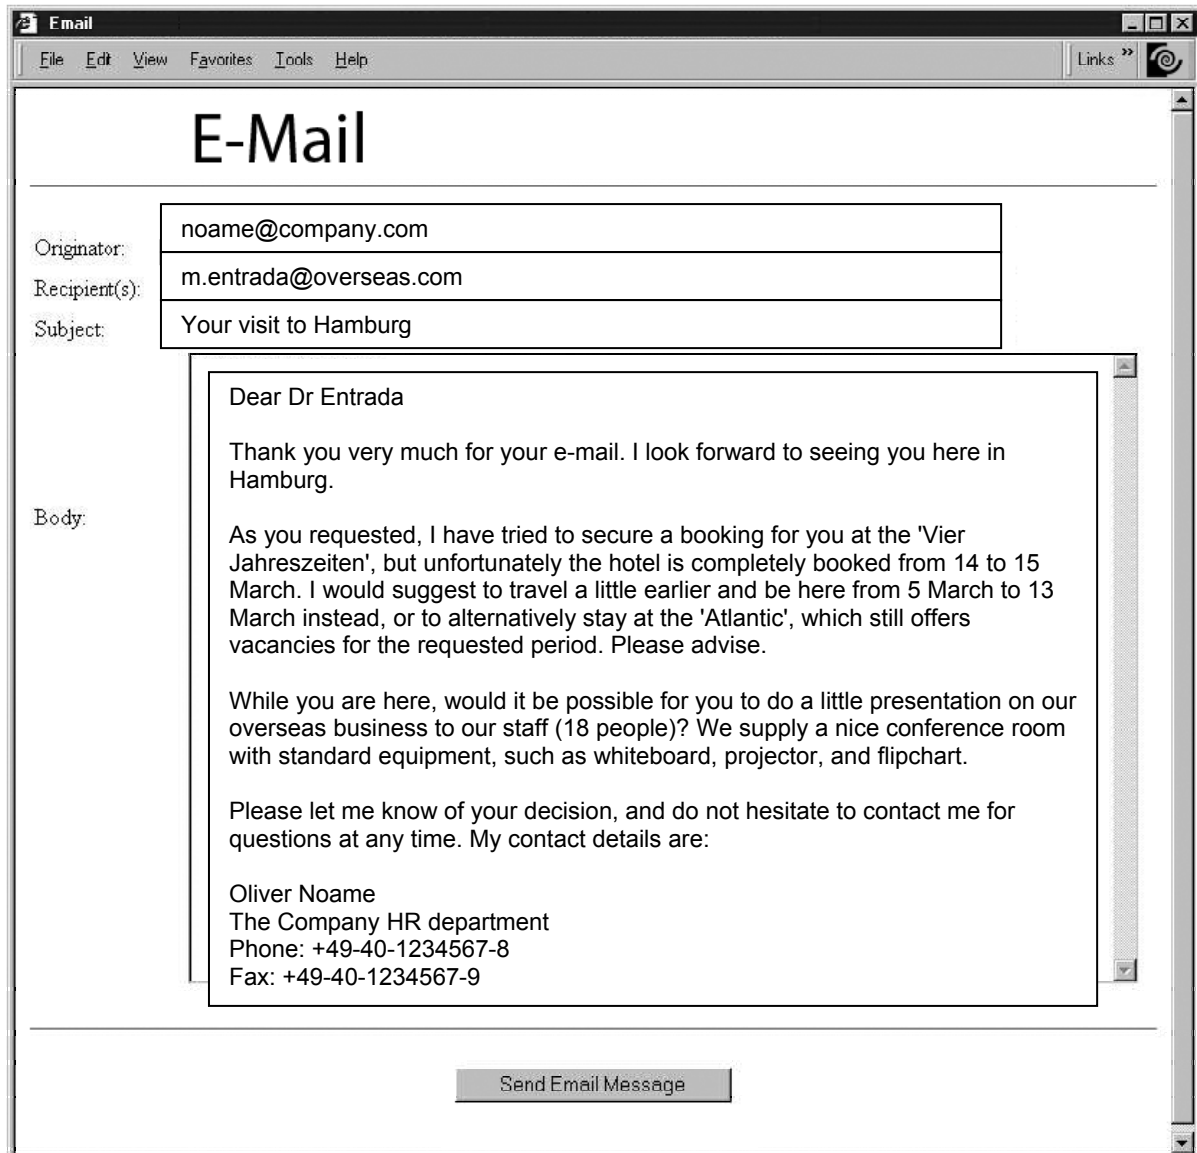 Email
File Edit View Favorites Tools Help Links »
E-Mail
Originator: noame@company.com
Recipient(s): m.entrada@overseas.com
Subject: Your visit to Hamburg
Body:
Dear Dr Entrada
Thank you very much for your e-mail. I look forward to seeing you here in
Hamburg.
As you requested, I have tried to secure a booking for you at the 'Vier
Jahreszeiten', but unfortunately the hotel is completely booked from 14 to 15
March. I would suggest to travel a little earlier and be here from 5 March to 13
March instead, or to alternatively stay at the 'Atlantic', which still offers
vacancies for the requested period. Please advise.
While you are here, would it be possible for you to do a little presentation on our
overseas business to our staff (18 people)? We supply a nice conference room
with standard equipment, such as whiteboard, projector, and flipchart.
Please let me know of your decision, and do not hesitate to contact me for
questions at any time. My contact details are:
Oliver Noame
The Company HR department
Phone: +49-40-1234567-8
Fax: +49-40-1234567-9
Send Email Message